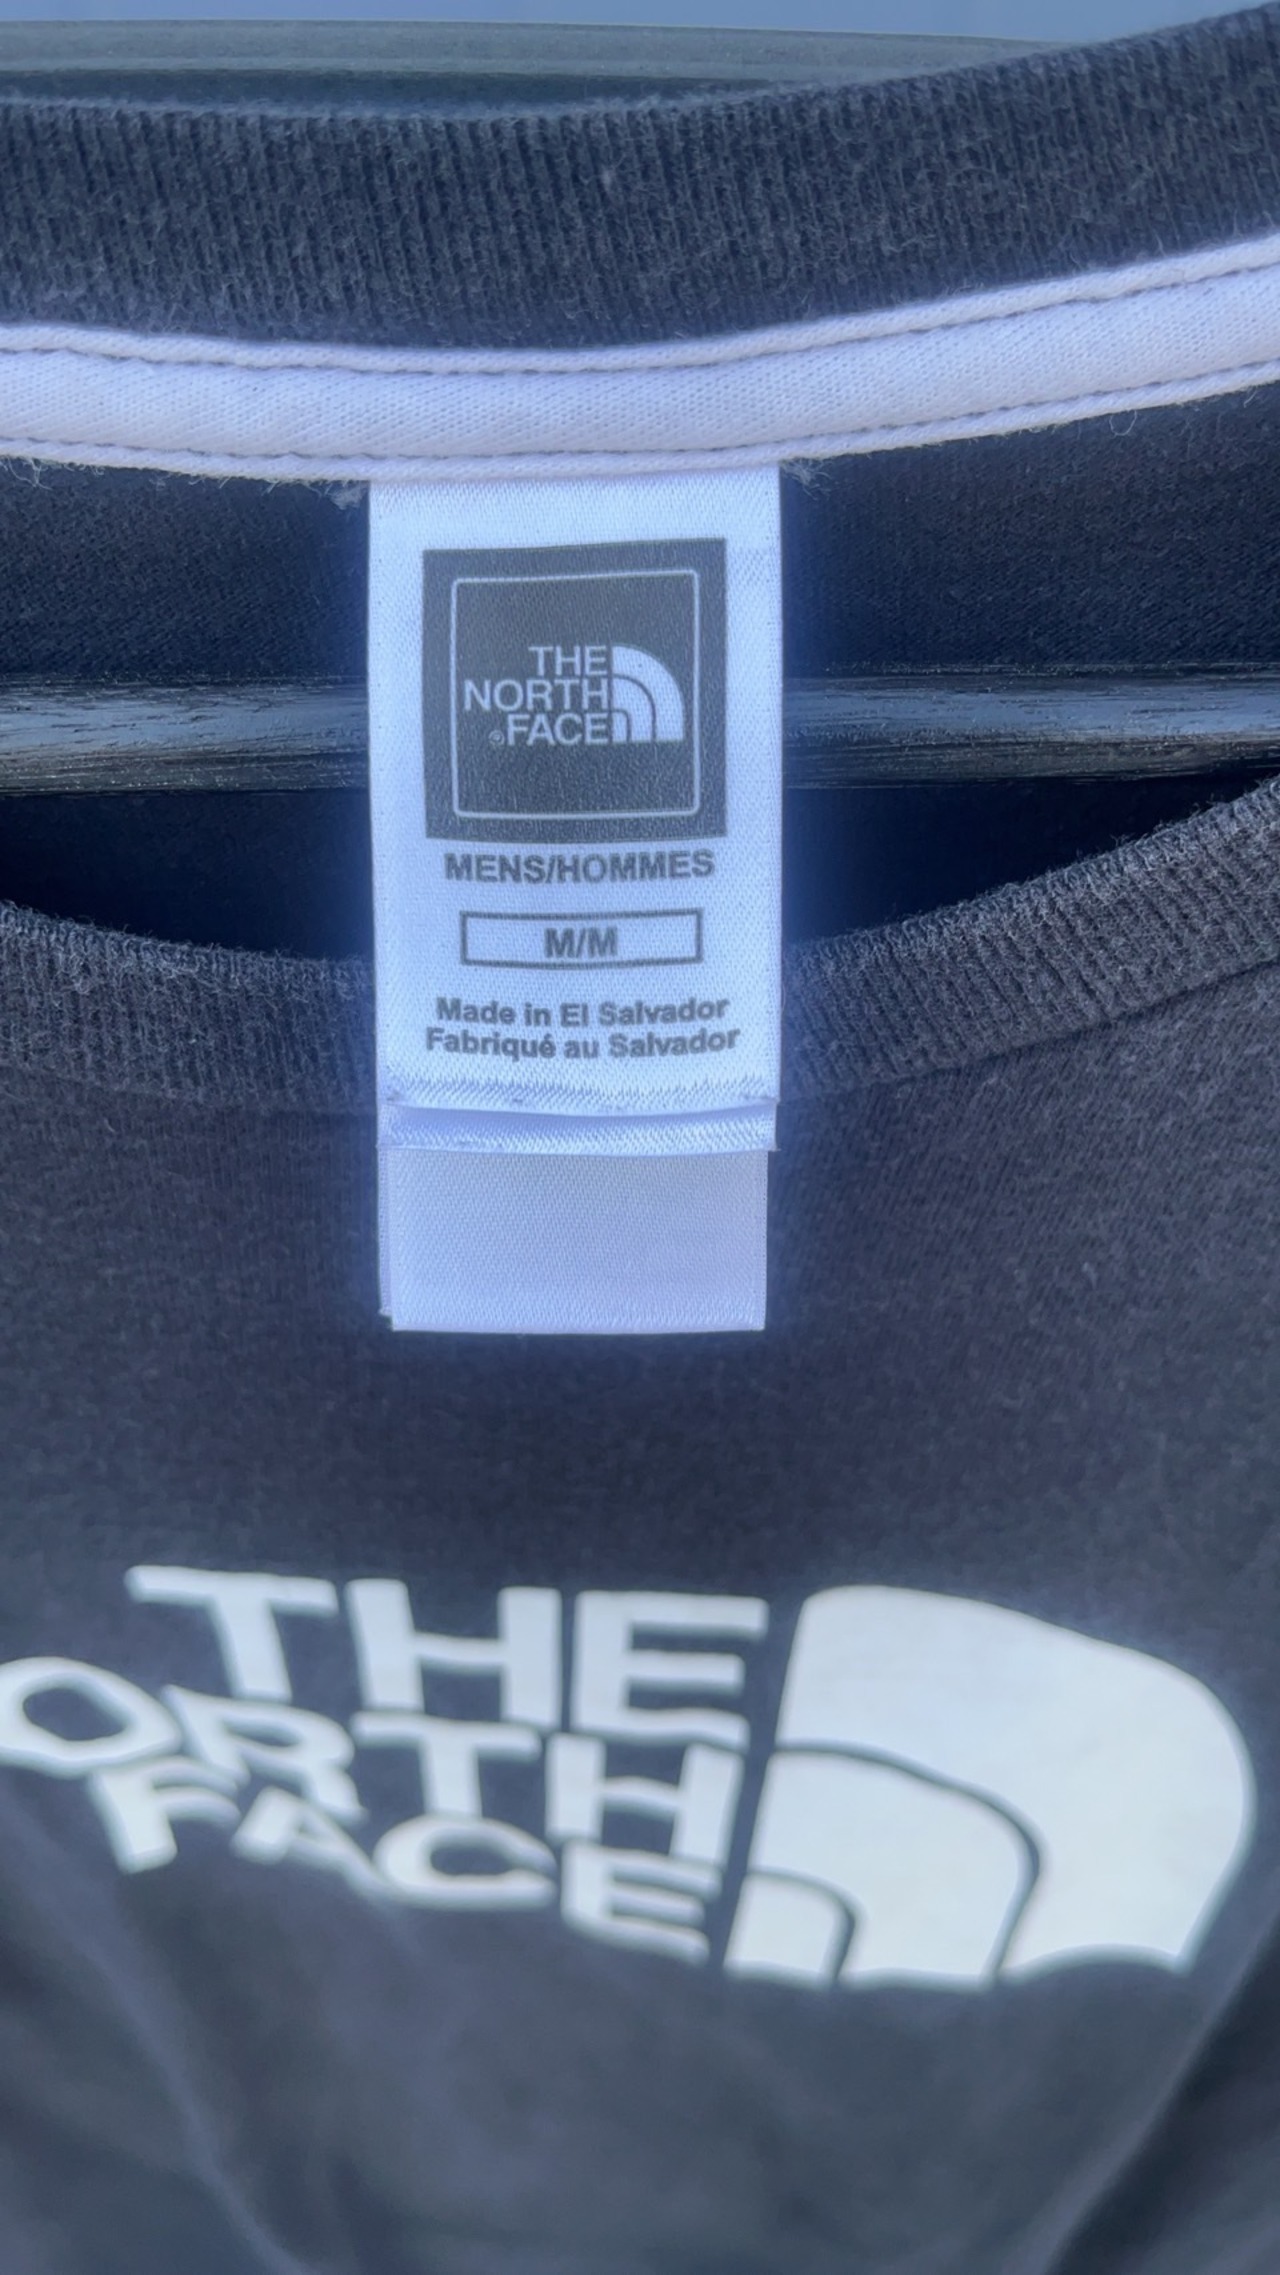 THE
NORTH
®FACE
MENS/HOMMES
M/M
Made in El Salvador
Fabriqué au Salvador
THE
ORTH
FACE